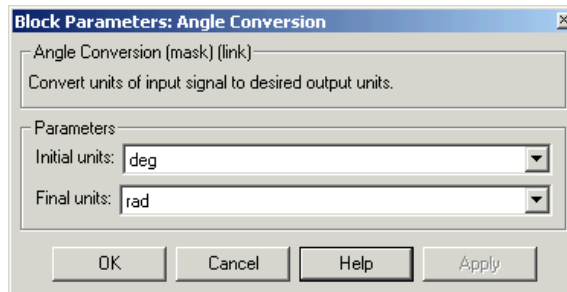 Block Parameters: Angle Conversion
Angle Conversion (mask) (link)
Convert units of input signal to desired output units.
Parameters
Initial units: deg
Final units: rad
OK Cancel Help Apply